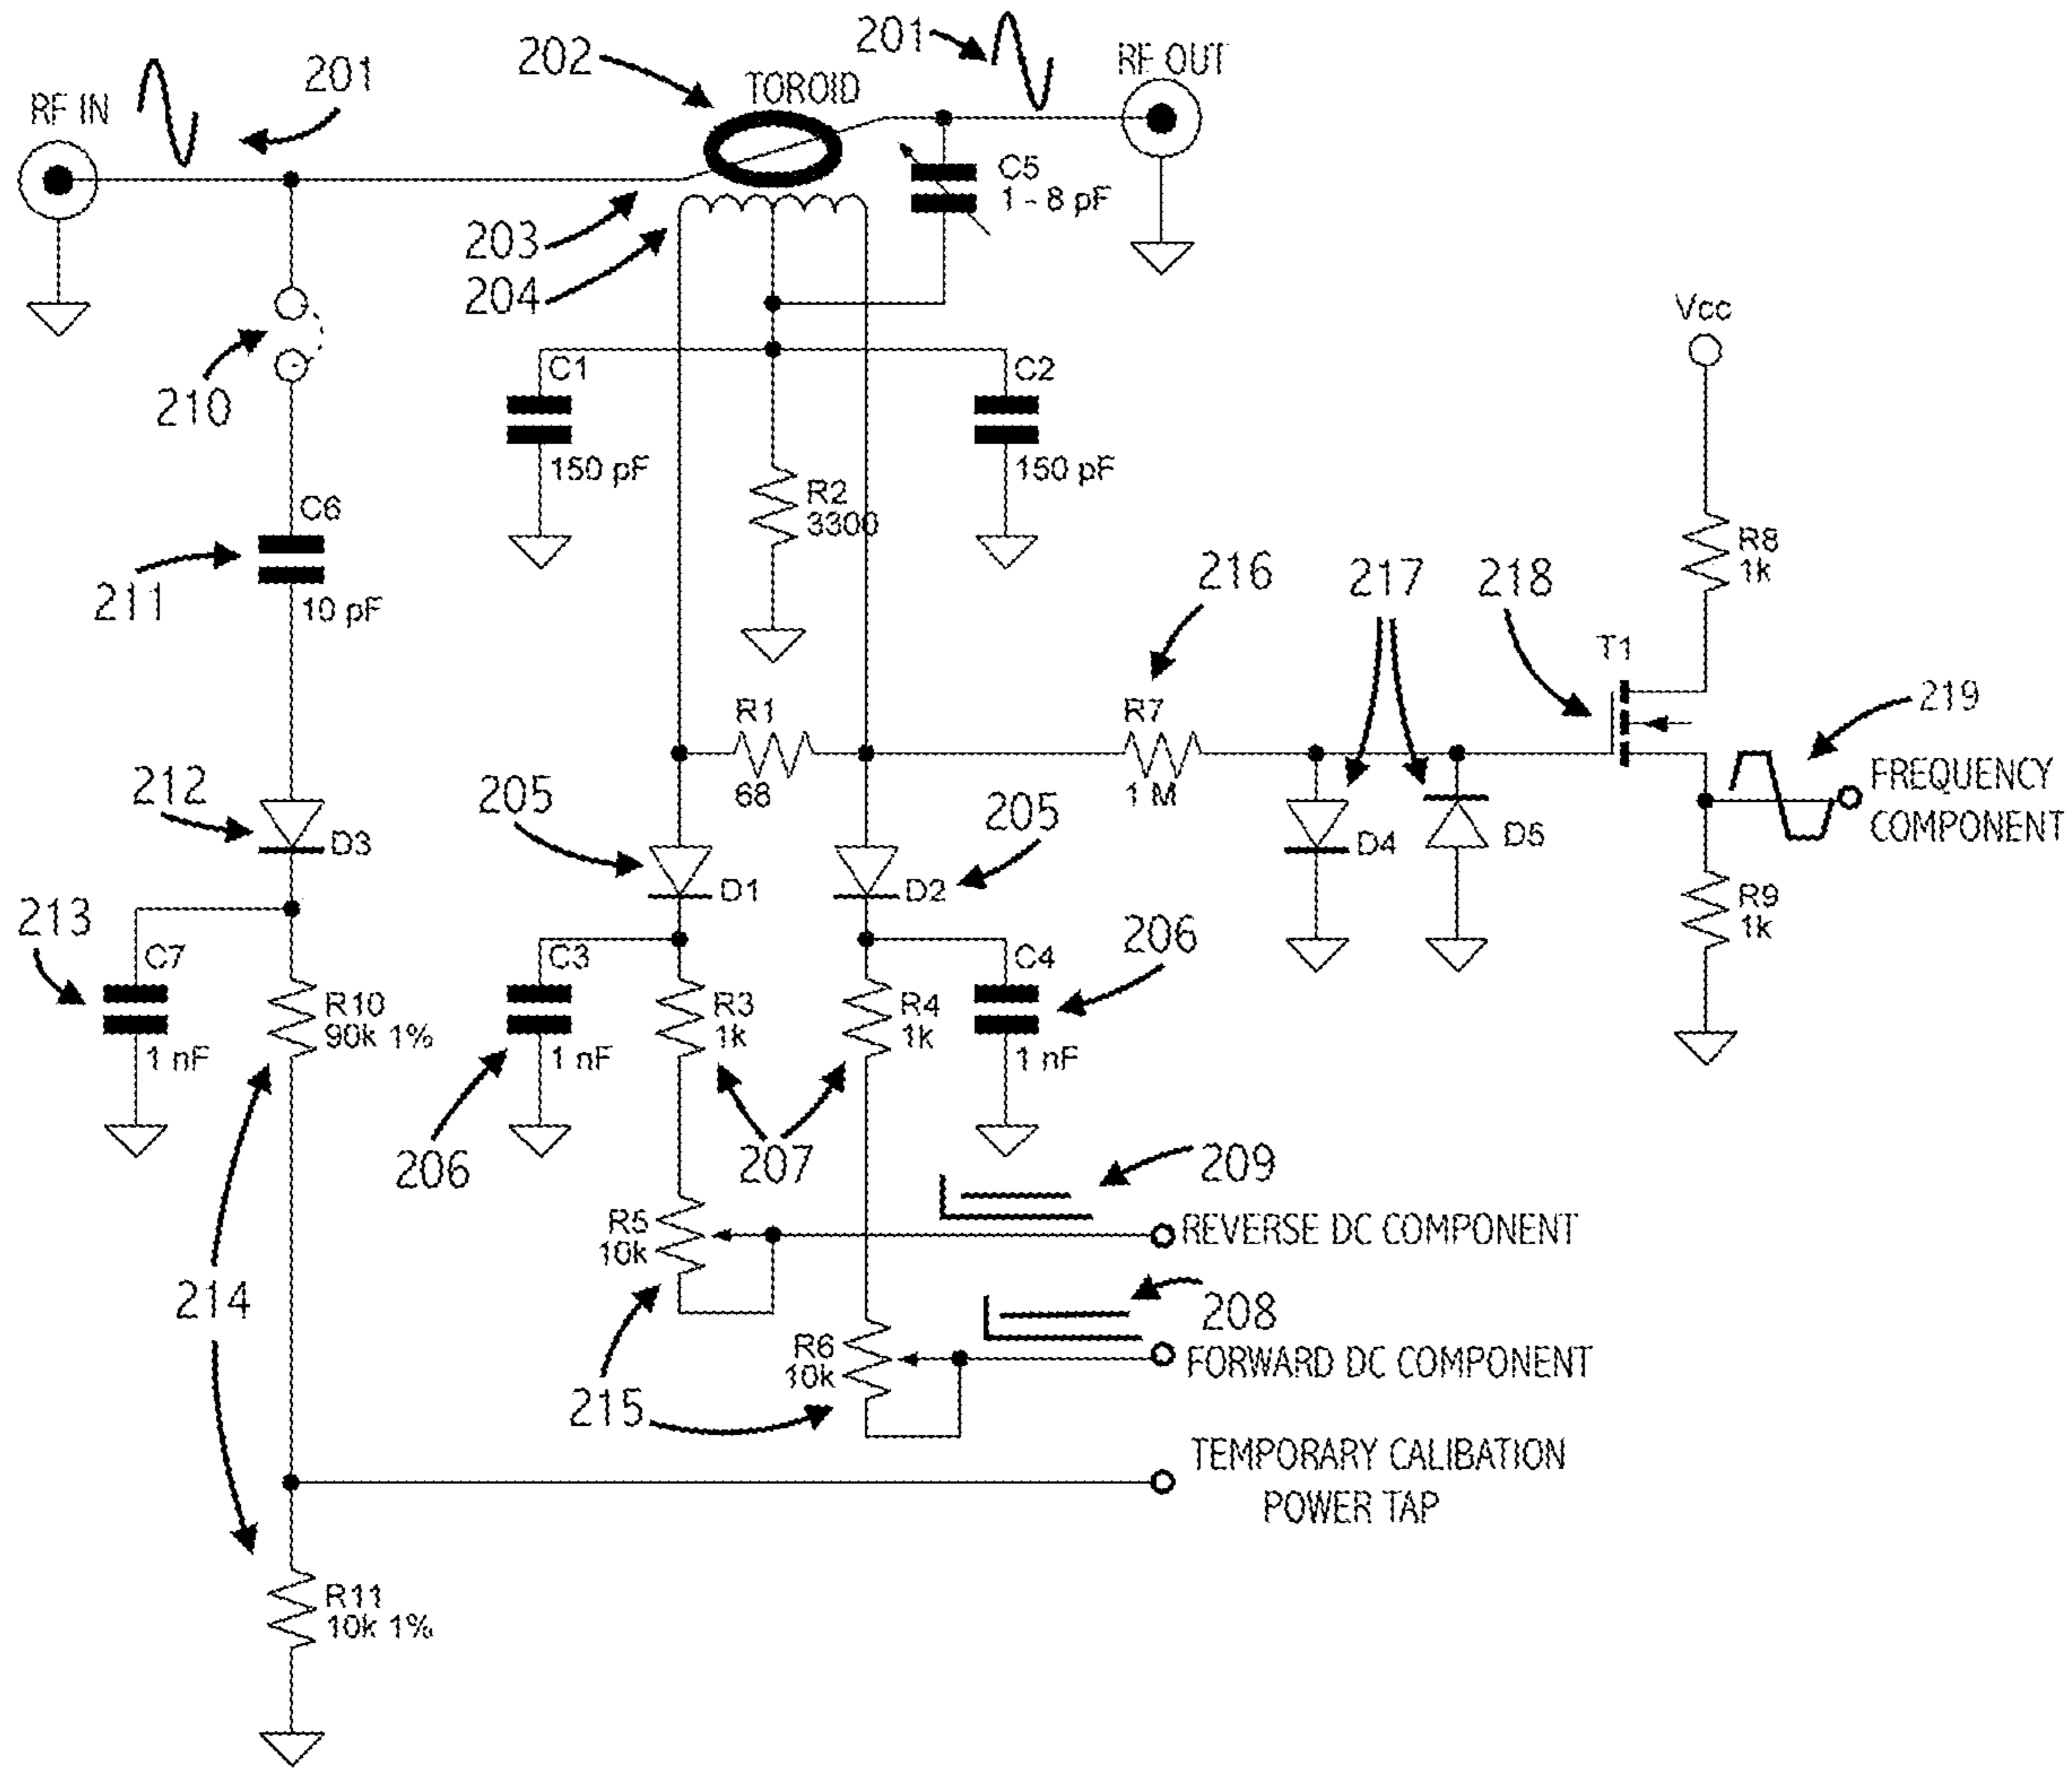 201
RF OUT
202
TOROID
201
RF IN
C5
1 - 8 pF
203
204
Vcc
210
C1
C2
150 pF
150 pF
R2
3300
C6
211
10 pF
216
217
218
R8
1k
T1
R1
68
R7
1 M
219
FREQUENCY
COMPONENT
212
D3
205
D1
205
D2
D4
D5
213
C7
1 nF
R10
90k 1%
C3
1 nF
R3
1k
R4
1k
C4
1 nF
206
R9
1k
206
207
209
R5
10k
REVERSE DC COMPONENT
214
208
R6
10k
FORWARD DC COMPONENT
215
TEMPORARY CALIBATION
POWER TAP
R11
10k 1%